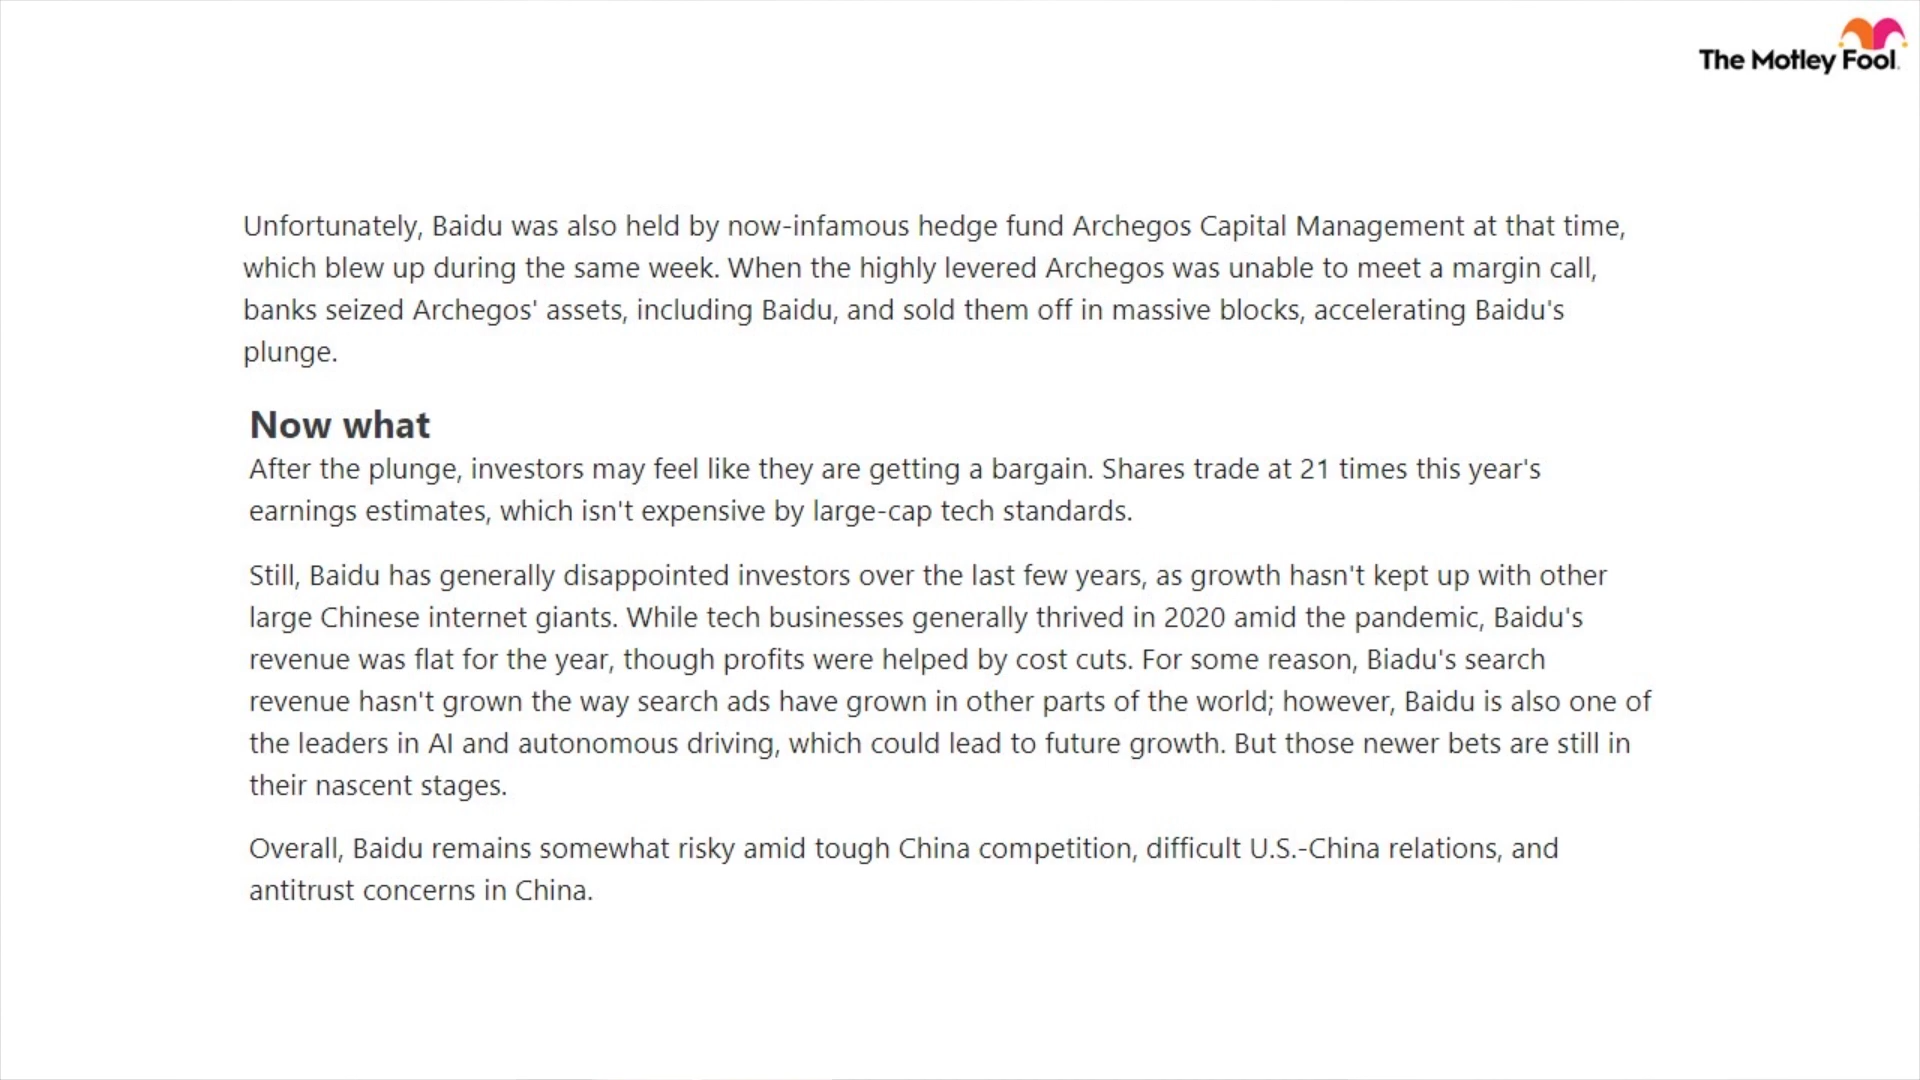 The Motley Fool.
Unfortunately, Baidu was also held by now-infamous hedge fund Archegos Capital Management at that time,
which blew up during the same week. When the highly levered Archegos was unable to meet a margin call,
banks seized Archegos' assets, including Baidu, and sold them off in massive blocks, accelerating Baidu's
plunge.
Now what
After the plunge, investors may feel like they are getting a bargain. Shares trade at 21 times this year's
earnings estimates, which isn't expensive by large-cap tech standards.
Still, Baidu has generally disappointed investors over the last few years, as growth hasn't kept up with other
large Chinese internet giants. While tech businesses generally thrived in 2020 amid the pandemic, Baidu's
revenue was flat for the year, though profits were helped by cost cuts. For some reason, Biadu's search
revenue hasn't grown the way search ads have grown in other parts of the world; however, Baidu is also one of
the leaders in AI and autonomous driving, which could lead to future growth. But those newer bets are still in
their nascent stages.
Overall, Baidu remains somewhat risky amid tough China competition, difficult U.S.-China relations, and
antitrust concerns in China.